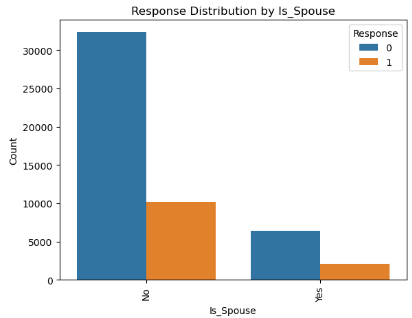 Response Distribution by Is_Spouse
Response
0
1
30000
25000
20000
15000
10000
5000
0
Count
No
Yes
Is_Spouse